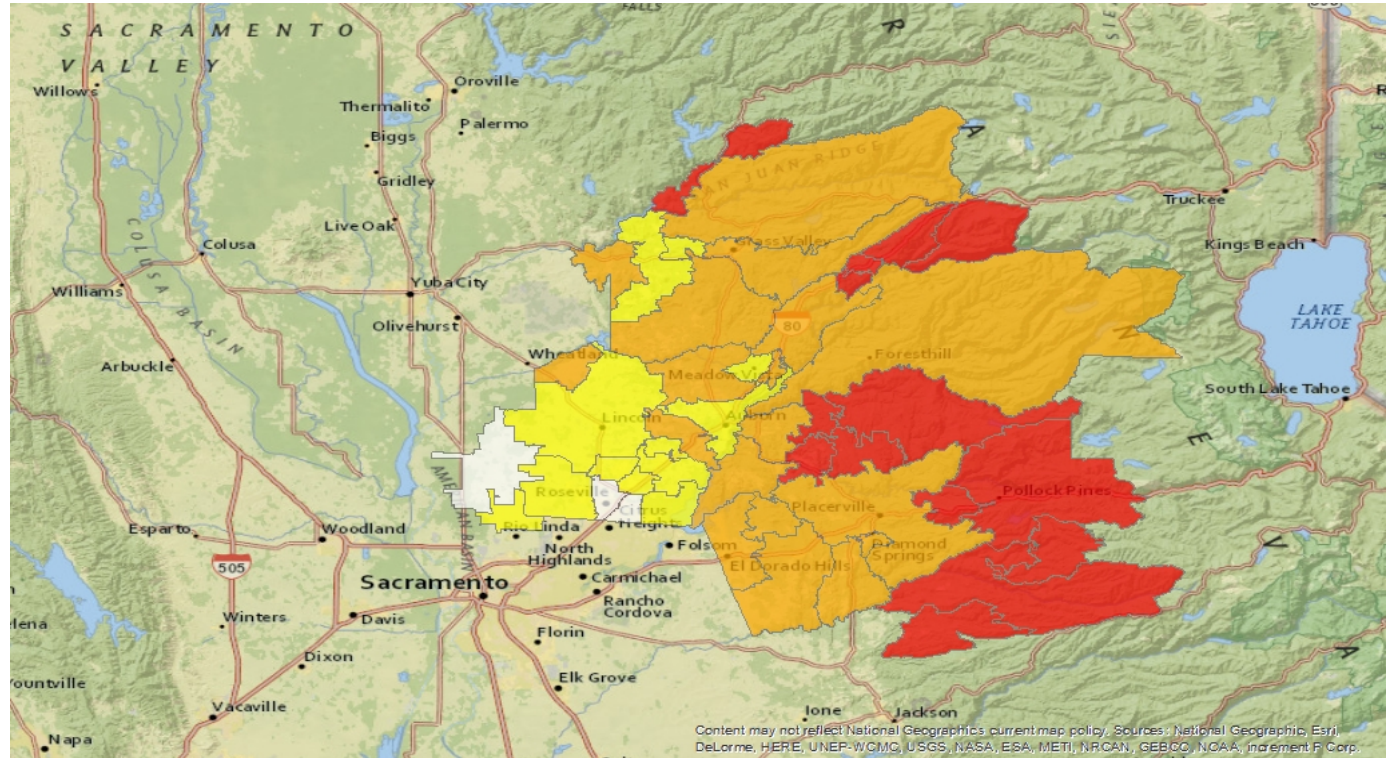 FALLS
SACRAMENTO
VALLEY
Willows
Oroville
Thermalito
Palermo
Biggs
Gridley
Live Oak
COLUSA BASIN
Colusa
Truckee
Kings Beach
Grass Valley
Williams
Yuba City
LAKE
TAHOE
Olivehurst
80
Wheatland
Foresthill
Arbuckle
Meadow Vista
South Lake Tahoe
Lincoln
Auburn
Roseville
Pollock Pines
Citrus
Heights
Placerville
Esparto
Woodland
Rio Linda
North
Highlands
Folsom
Diamond
Springs
El Dorado Hills
505
Sacramento
Carmichael
Rancho
Cordova
Winters
Davis
Florin
Dixon
Elk Grove
Vacaville
Ione
Jackson
Napa
Content may not reflect National Geographic's current map policy. Sources: National Geographic, Esri,
DeLorme, HERE, UNEP-WCMC, USGS, NASA, ESA, METI, NRCAN, GEBCO, NOAA, increment P Corp.